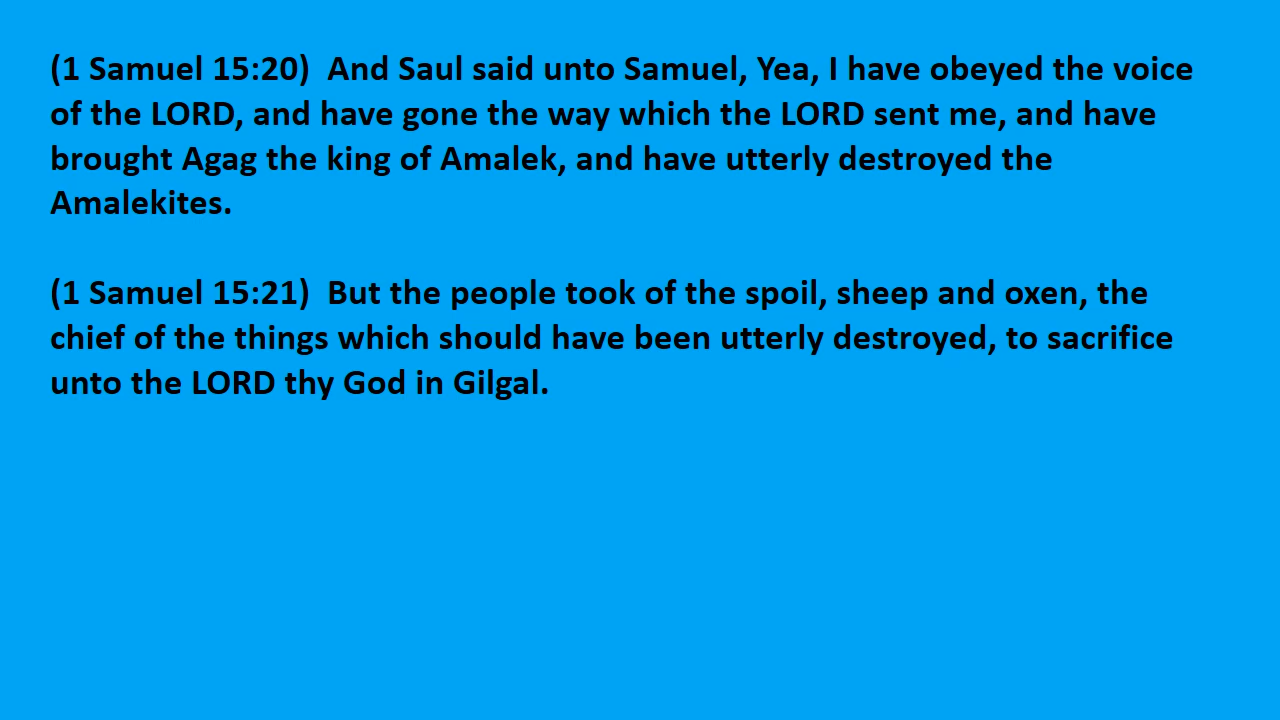 (1 Samuel 15:20)  And Saul said unto Samuel, Yea, I have obeyed the voice
of the LORD, and have gone the way which the LORD sent me, and have
brought Agag the king of Amalek, and have utterly destroyed the
Amalekites.
(1 Samuel 15:21)  But the people took of the spoil, sheep and oxen, the
chief of the things which should have been utterly destroyed, to sacrifice
unto the LORD thy God in Gilgal.